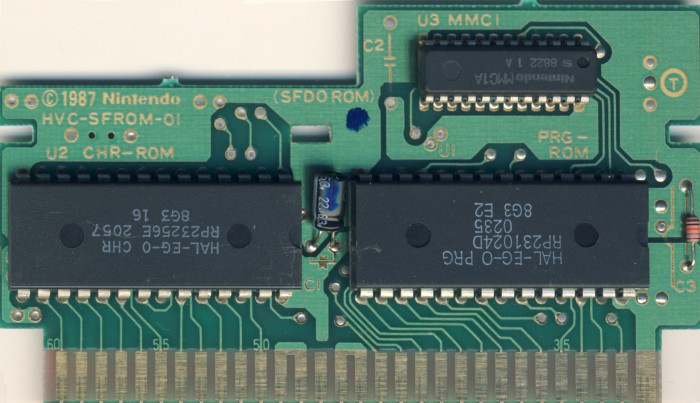 U3 MMC1
C2
Nintendo MMC1A
S 8822 1 A
© 1987 Nintendo
(SFDOROM)
HVC-SFROM-01
U1
PRG-
ROM
T
U2 CHR-ROM
HAL-EG-0 CHR
RP23256E 2057
8G3 16
HAL-EG-0 PRG
RP231024D
0235
8G3 E2
C1
C3
60
55
50
35